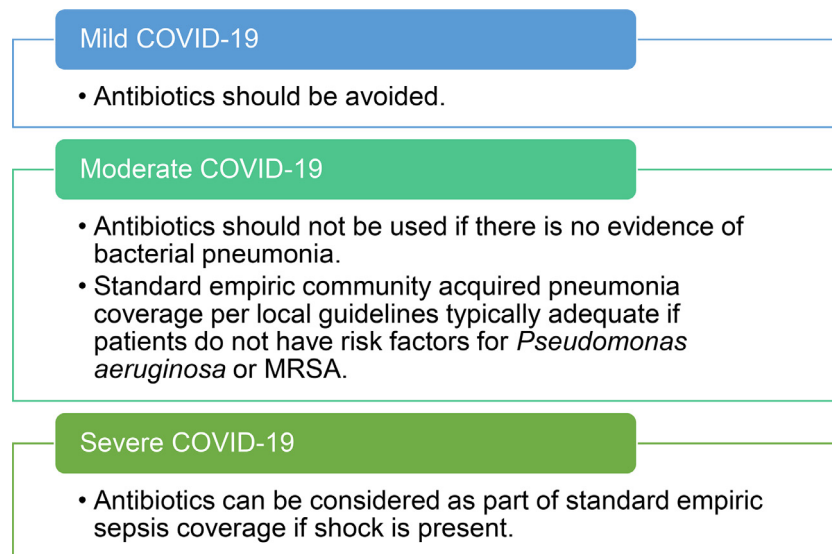 Mild COVID-19
• Antibiotics should be avoided.
Moderate COVID-19
• Antibiotics should not be used if there is no evidence of
bacterial pneumonia.
• Standard empiric community acquired pneumonia
coverage per local guidelines typically adequate if
patients do not have risk factors for Pseudomonas
aeruginosa or MRSA.
Severe COVID-19
• Antibiotics can be considered as part of standard empiric
sepsis coverage if shock is present.